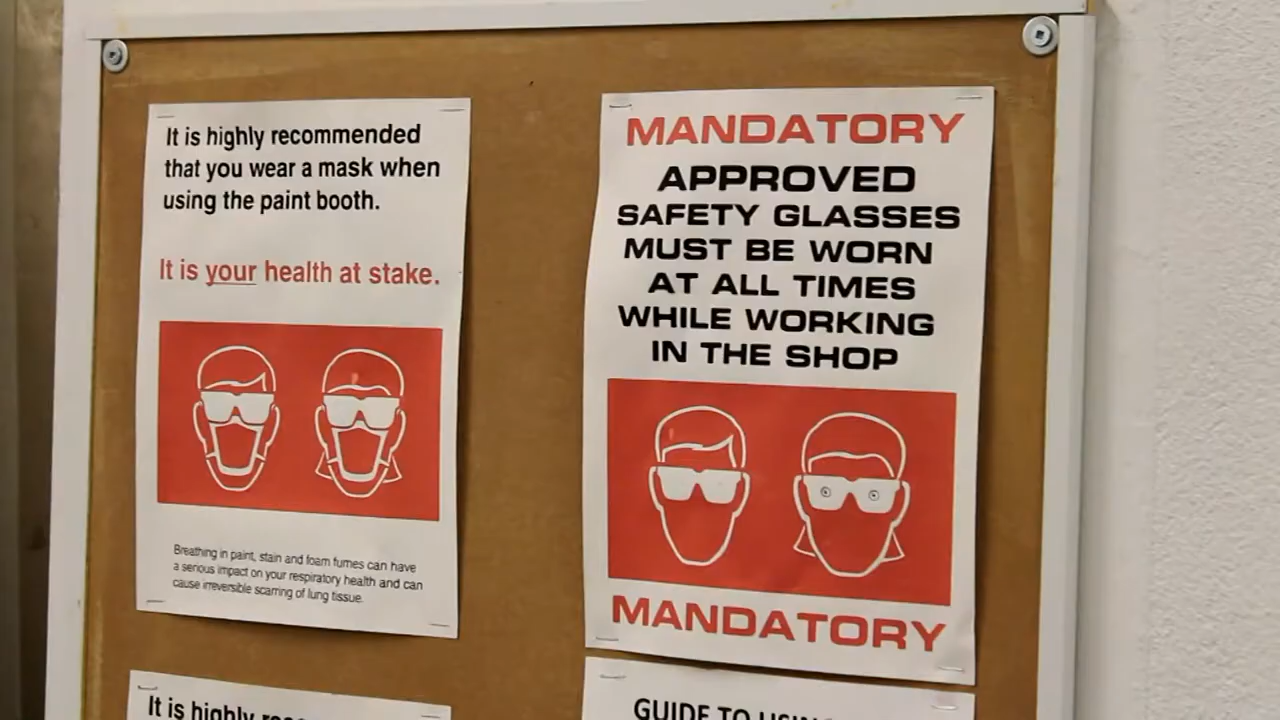 It is highly recommended
that you wear a mask when
using the paint booth.
It is your health at stake.
Breathing in paint, stain and foam fumes can have
a serious impact on your respiratory health and can
cause irreversible scarring of lung tissue.
MANDATORY
APPROVED
SAFETY GLASSES
MUST BE WORN
AT ALL TIMES
WHILE WORKING
IN THE SHOP
MANDATORY
It is highly
GUIDE TO